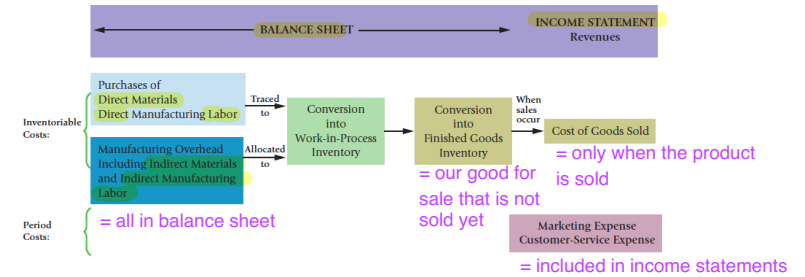 BALANCE SHEET
INCOME STATEMENT
Revenues
Inventoriable
Costs:
Purchases of
Direct Materials
Direct Manufacturing Labor
Traced
to
Manufacturing Overhead
Including Indirect Materials
and Indirect Manufacturing
Labor
Allocated
to
Conversion
into
Work-in-Process
Inventory
Conversion
into
Finished Goods
Inventory
When
sales
occur
Cost of Goods Sold
= only when the product
is sold
= our good for
sale that is not
sold yet
= all in balance sheet
Period
Costs:
Marketing Expense
Customer-Service Expense
= included in income statements